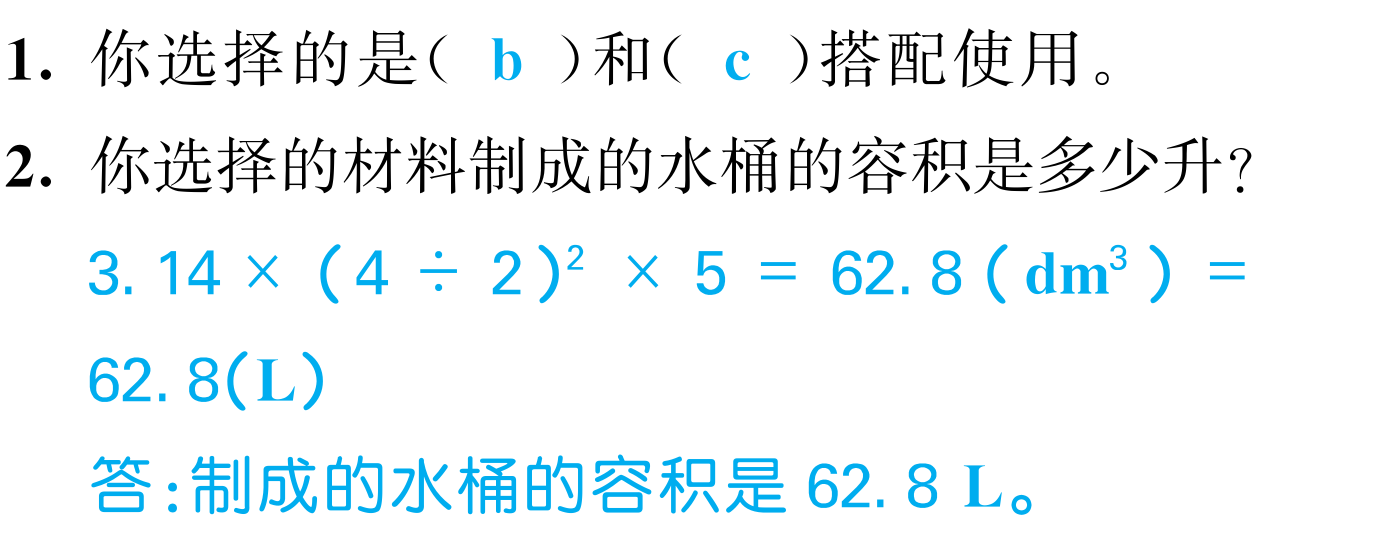 1. 你选择的是( b )和( c )搭配使用。
2. 你选择的材料制成的水桶的容积是多少升?
3.14 × (4 ÷ 2)² × 5 = 62.8(dm³) =
62.8(L)
答:制成的水桶的容积是 62.8 L。